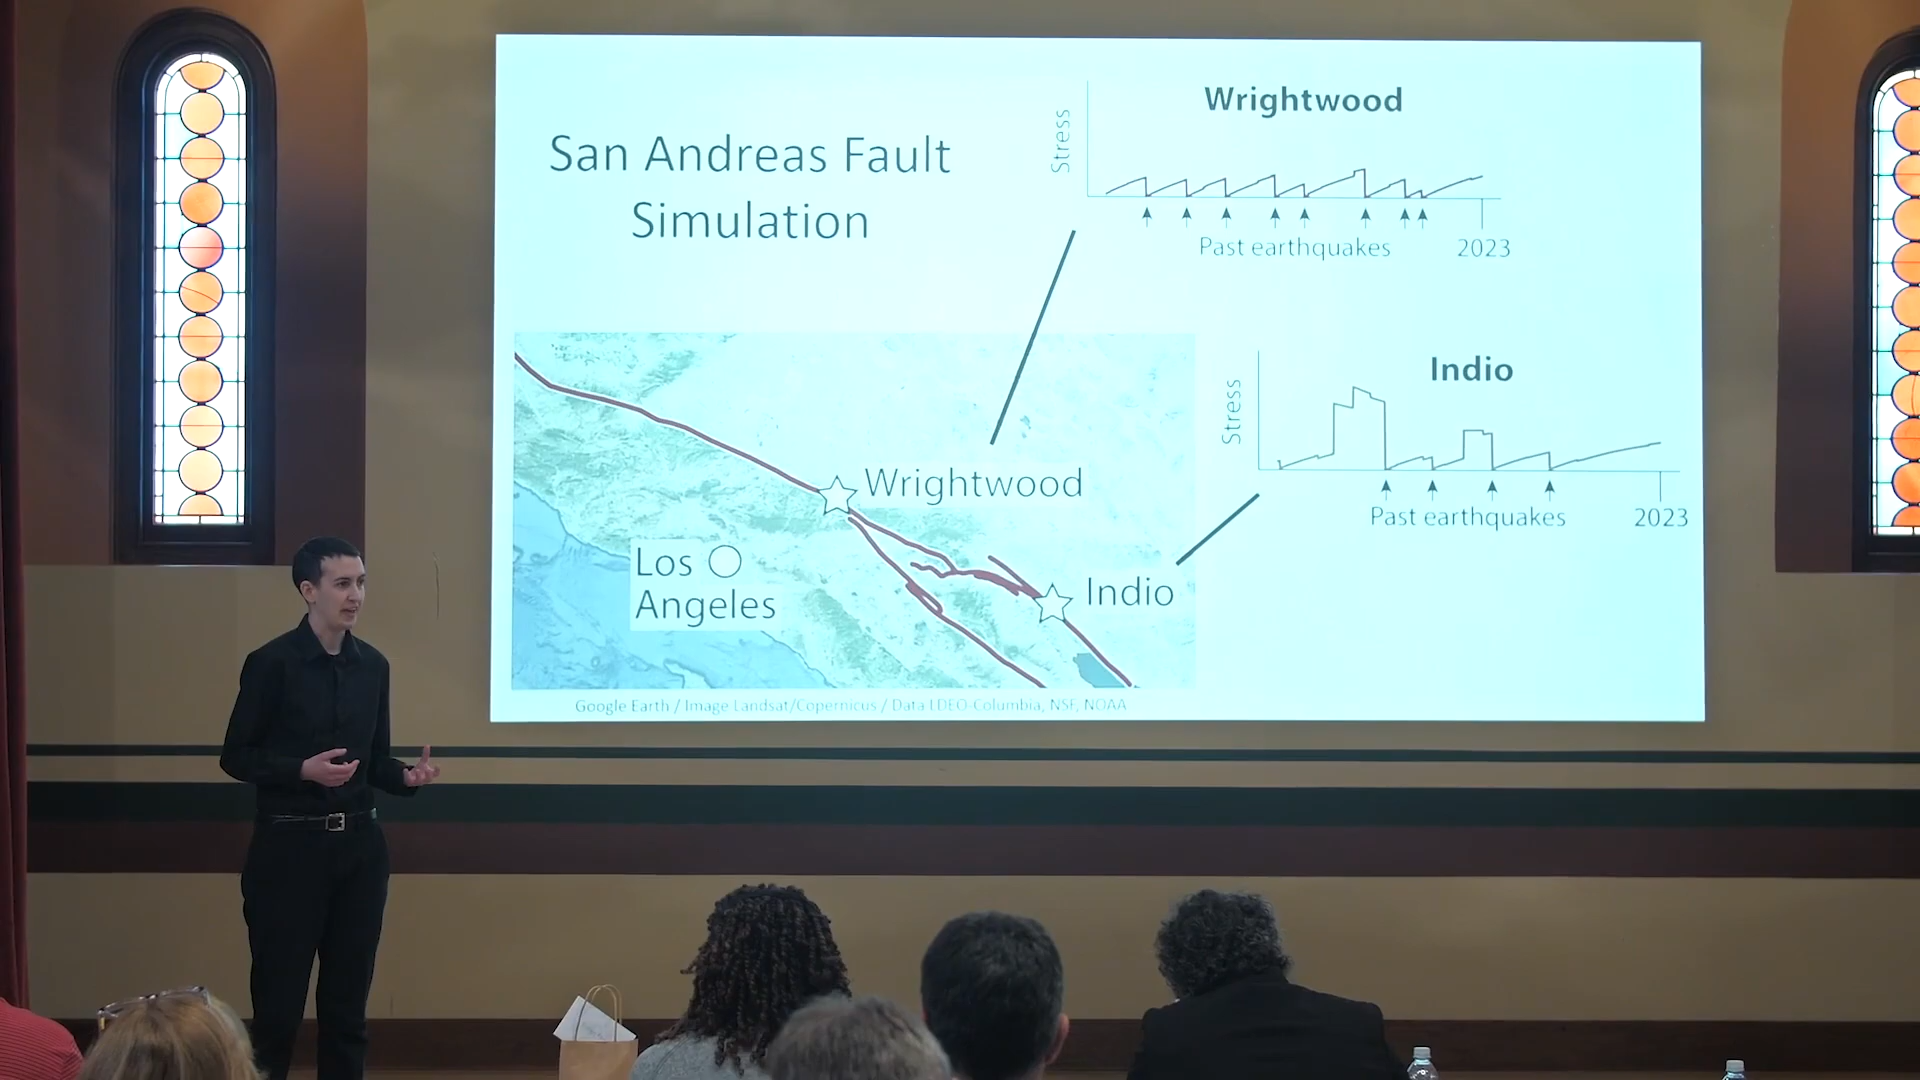 San Andreas Fault
Simulation
Wrightwood
Stress
Past earthquakes
2023
Indio
Stress
Past earthquakes
2023
Wrightwood
Los
Angeles
Indio
Google Earth / Image Landsat/Copernicus / Data LDEO-Columbia, NSF, NOAA